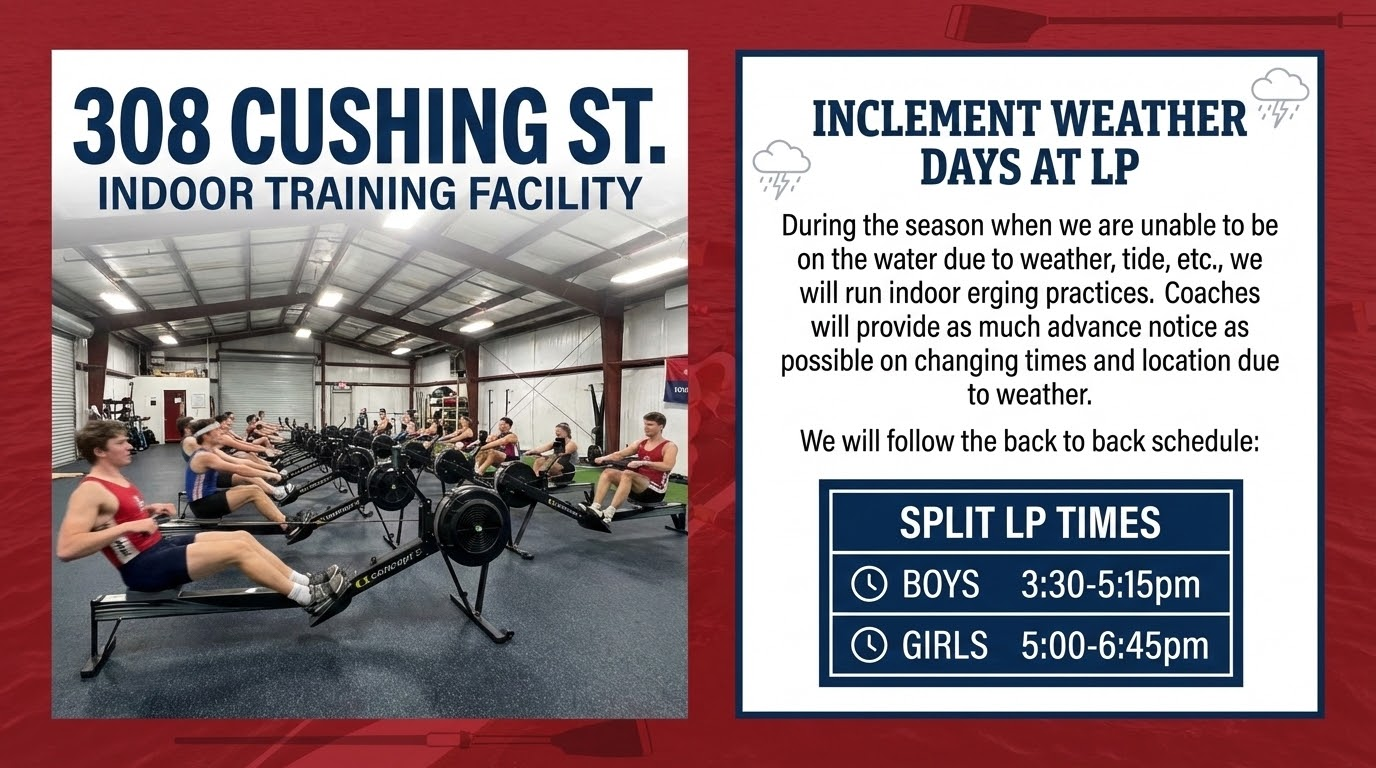 308 CUSHING ST.
INDOOR TRAINING FACILITY
INCLEMENT WEATHER
DAYS AT LP
During the season when we are unable to be
on the water due to weather, tide, etc., we
will run indoor erging practices. Coaches
will provide as much advance notice as
possible on changing times and location due
to weather.
We will follow the back to back schedule:
SPLIT LP TIMES
BOYS 3:30-5:15pm
GIRLS 5:00-6:45pm